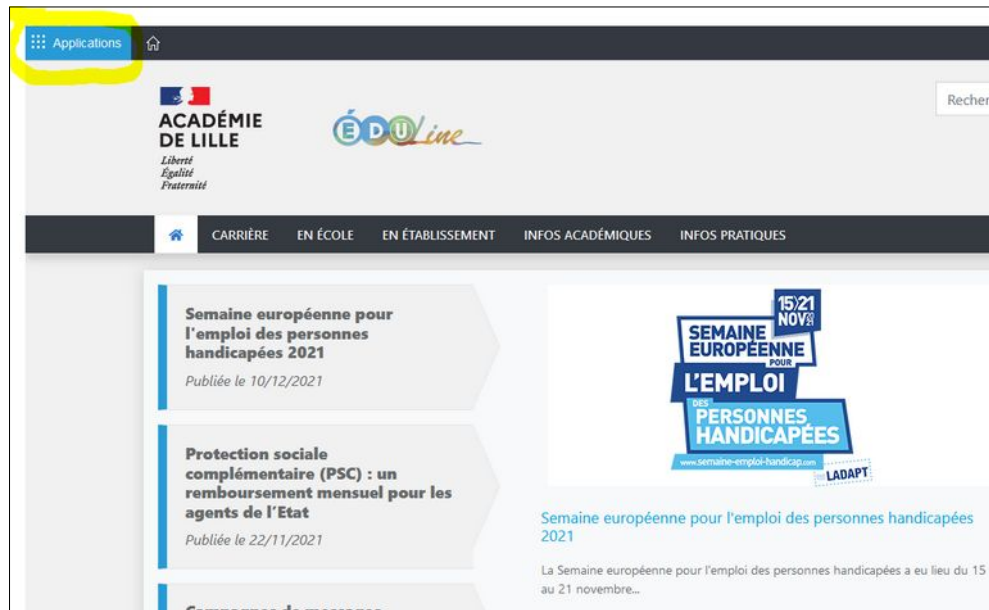 Applications
ACADÉMIE
DE LILLE
Liberté
Égalité
Fraternité
ÉDULine
Recher
CARRIÈRE EN ÉCOLE EN ÉTABLISSEMENT INFOS ACADÉMIQUES INFOS PRATIQUES
Semaine européenne pour
l'emploi des personnes
handicapées 2021
Publiée le 10/12/2021
Protection sociale
complémentaire (PSC) : un
remboursement mensuel pour les
agents de l'Etat
Publiée le 22/11/2021
15>21
NOV
SEMAINE
EUROPÉENNE
POUR
L'EMPLOI
DES
PERSONNES
HANDICAPÉES
www.semaine-emploi-handicap.com
LADAPT
Semaine européenne pour l'emploi des personnes handicapées
2021
La Semaine européenne pour l'emploi des personnes handicapées a eu lieu du 15
au 21 novembre...